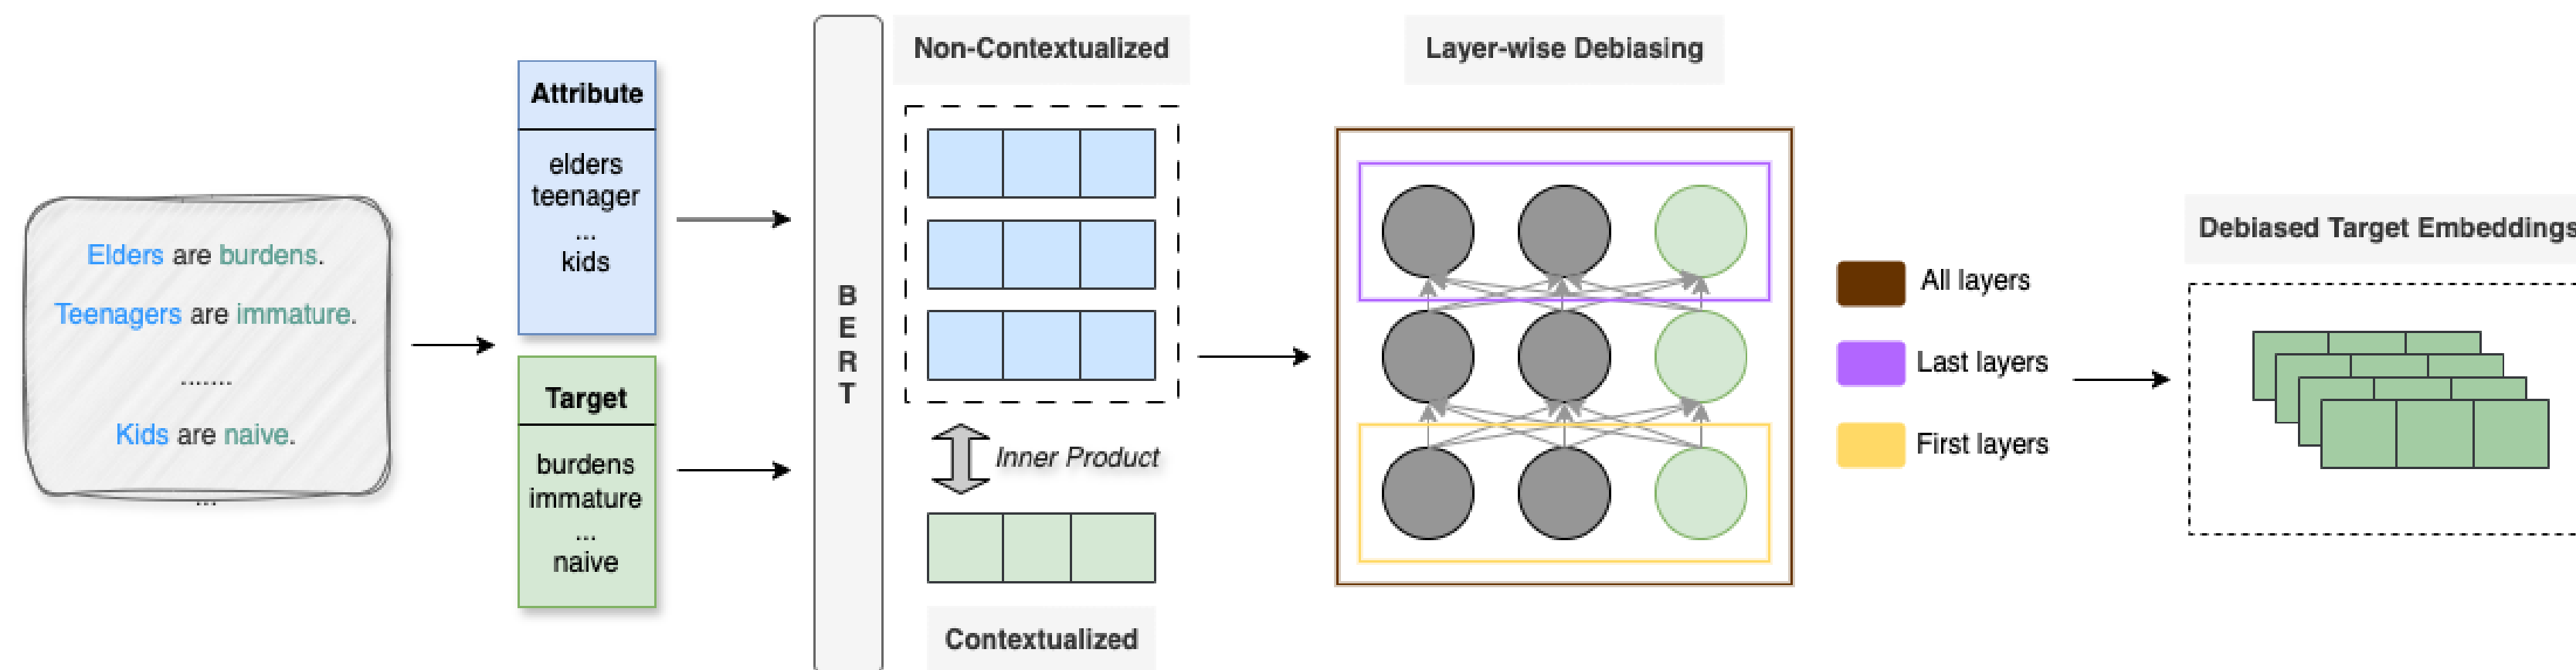 Elders are burdens.
Teenagers are immature.
.......
Kids are naive.
...
Attribute
elders
teenager
...
kids
Target
burdens
immature
...
naive
B
E
R
T
Non-Contextualized
Inner Product
Contextualized
Layer-wise Debiasing
All layers
Last layers
First layers
Debiased Target Embeddings